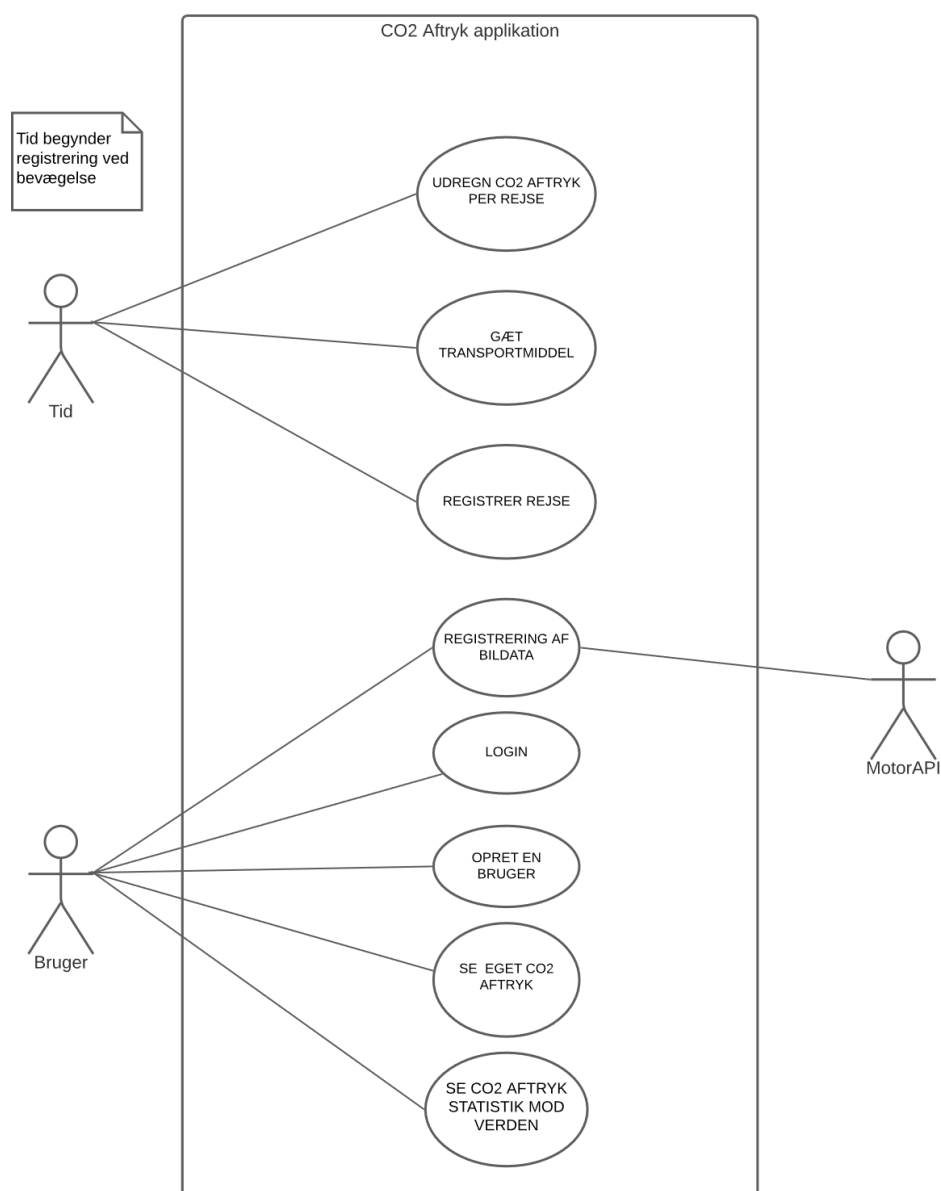 CO2 Aftryk applikation
Tid begynder
registrering ved
bevægelse
UDREGN CO2 AFTRYK
PER REJSE
GÆT
TRANSPORTMIDDEL
Tid
REGISTRER REJSE
REGISTRERING AF
BILDATA
MotorAPI
LOGIN
OPRET EN
BRUGER
Bruger
SE EGET CO2
AFTRYK
SE CO2 AFTRYK
STATISTIK MOD
VERDEN